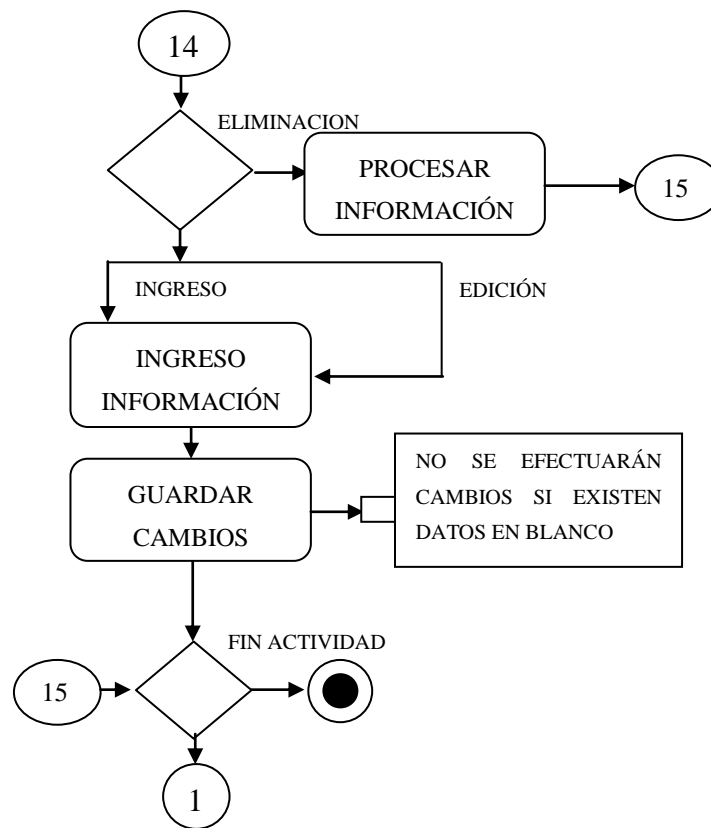 14
ELIMINACION
PROCESAR
INFORMACIÓN
15
INGRESO
EDICIÓN
INGRESO
INFORMACIÓN
GUARDAR
CAMBIOS
NO SE EFECTUARÁN
CAMBIOS SI EXISTEN
DATOS EN BLANCO
FIN ACTIVIDAD
15
1